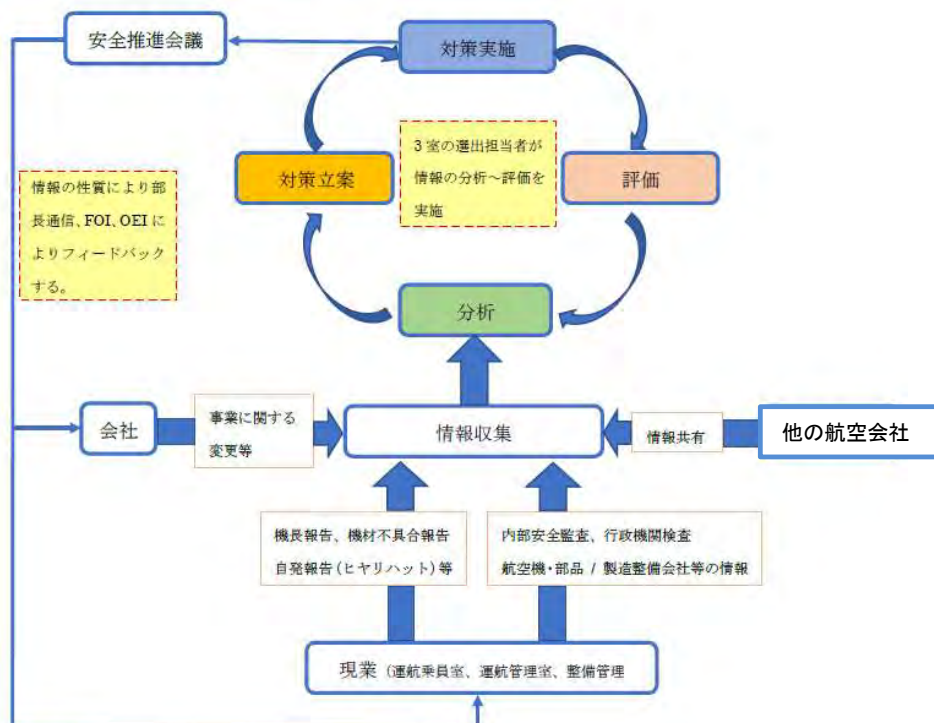 安全推進会議
対策実施
3室の選出担当者が
情報の分析～評価を
実施
対策立案
評価
情報の性質により部
長通信、FOI、OEIに
よりフィードバック
する。
分析
会社
事業に関する
変更等
情報収集
情報共有
他の航空会社
機長報告、機材不具合報告
自発報告(ヒヤリハット)等
内部安全監査、行政機関検査
航空機・部品 / 製造整備会社等の情報
現業 (運航乗員室、運航管理室、整備管理